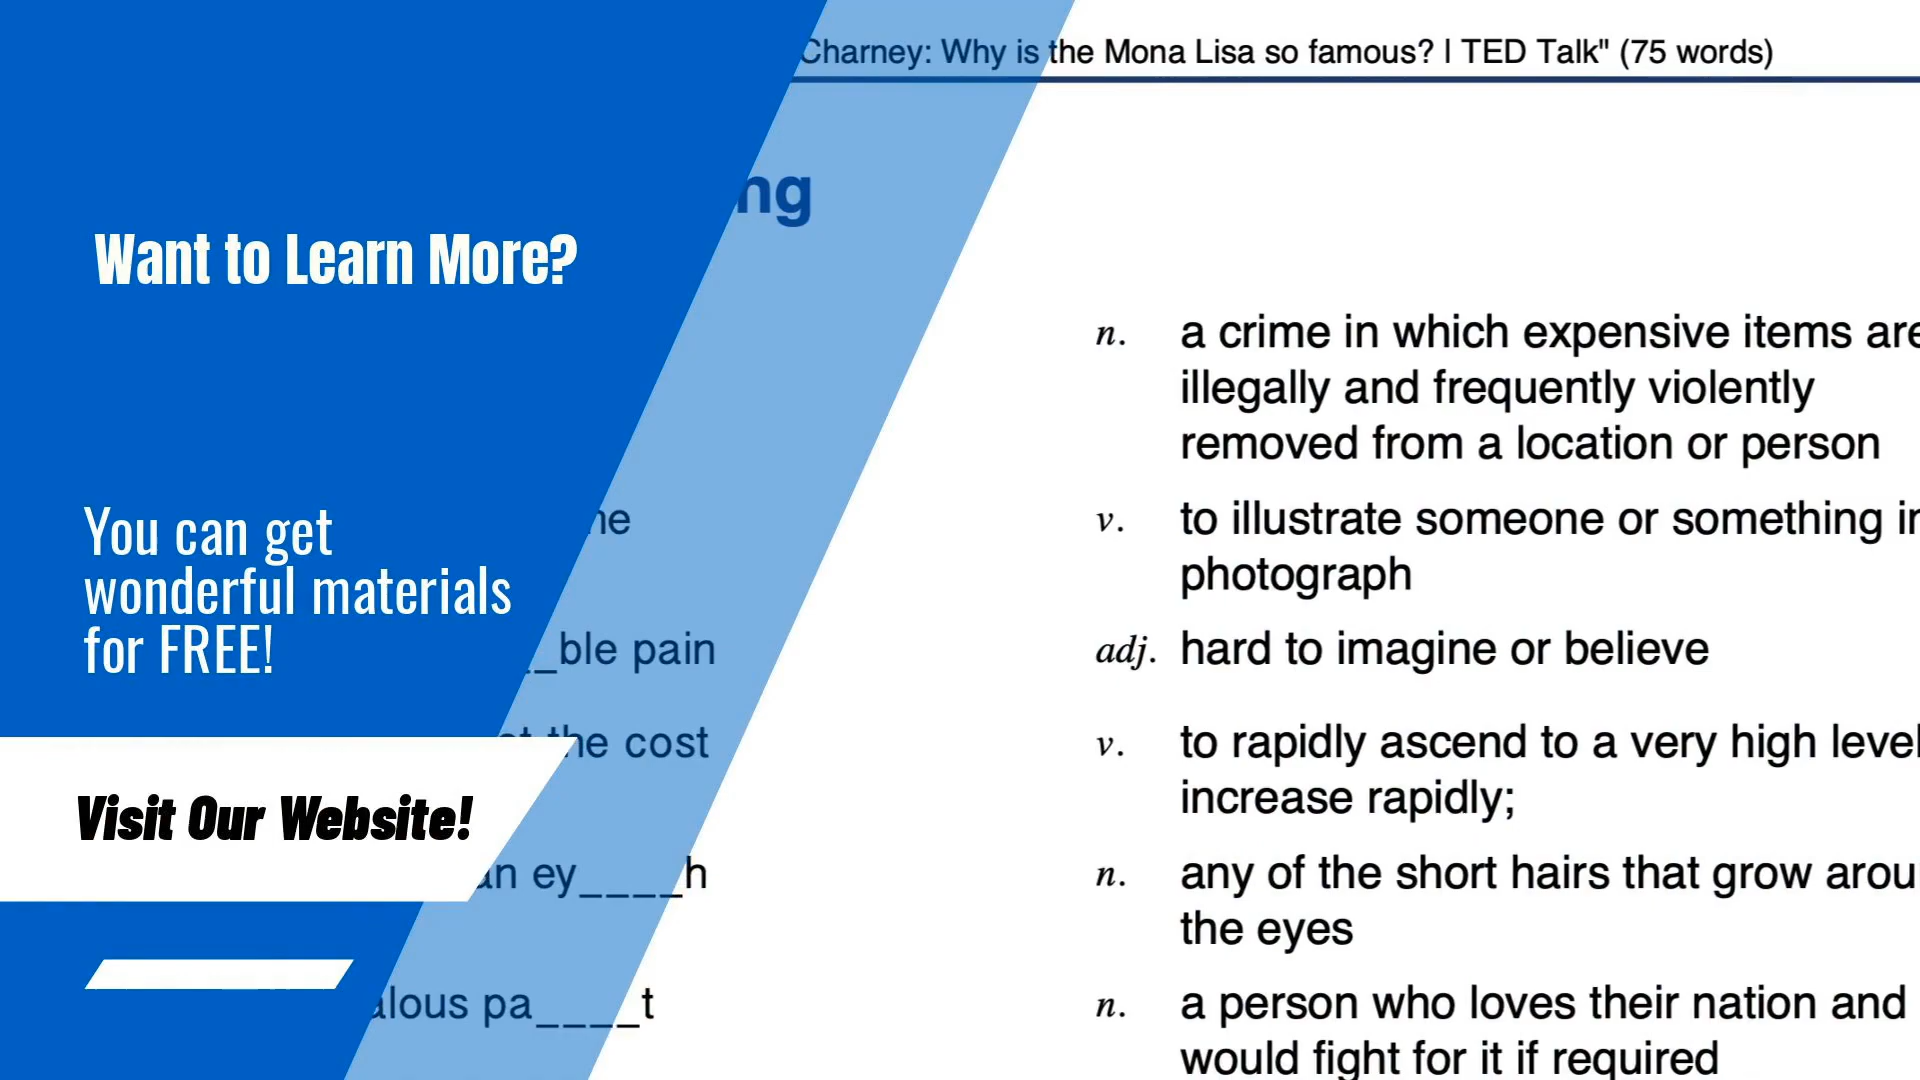 Charney: Why is the Mona Lisa so famous? | TED Talk" (75 words)
ng
Want to Learn More?
n. a crime in which expensive items are
illegally and frequently violently
removed from a location or person
You can get
wonderful materials
for FREE!
v. to illustrate someone or something in
photograph
_ble pain
adj. hard to imagine or believe
the cost
v. to rapidly ascend to a very high level
increase rapidly;
Visit Our Website!
an ey____h
n. any of the short hairs that grow arou
the eyes
alous pa____t
n. a person who loves their nation and
would fight for it if required